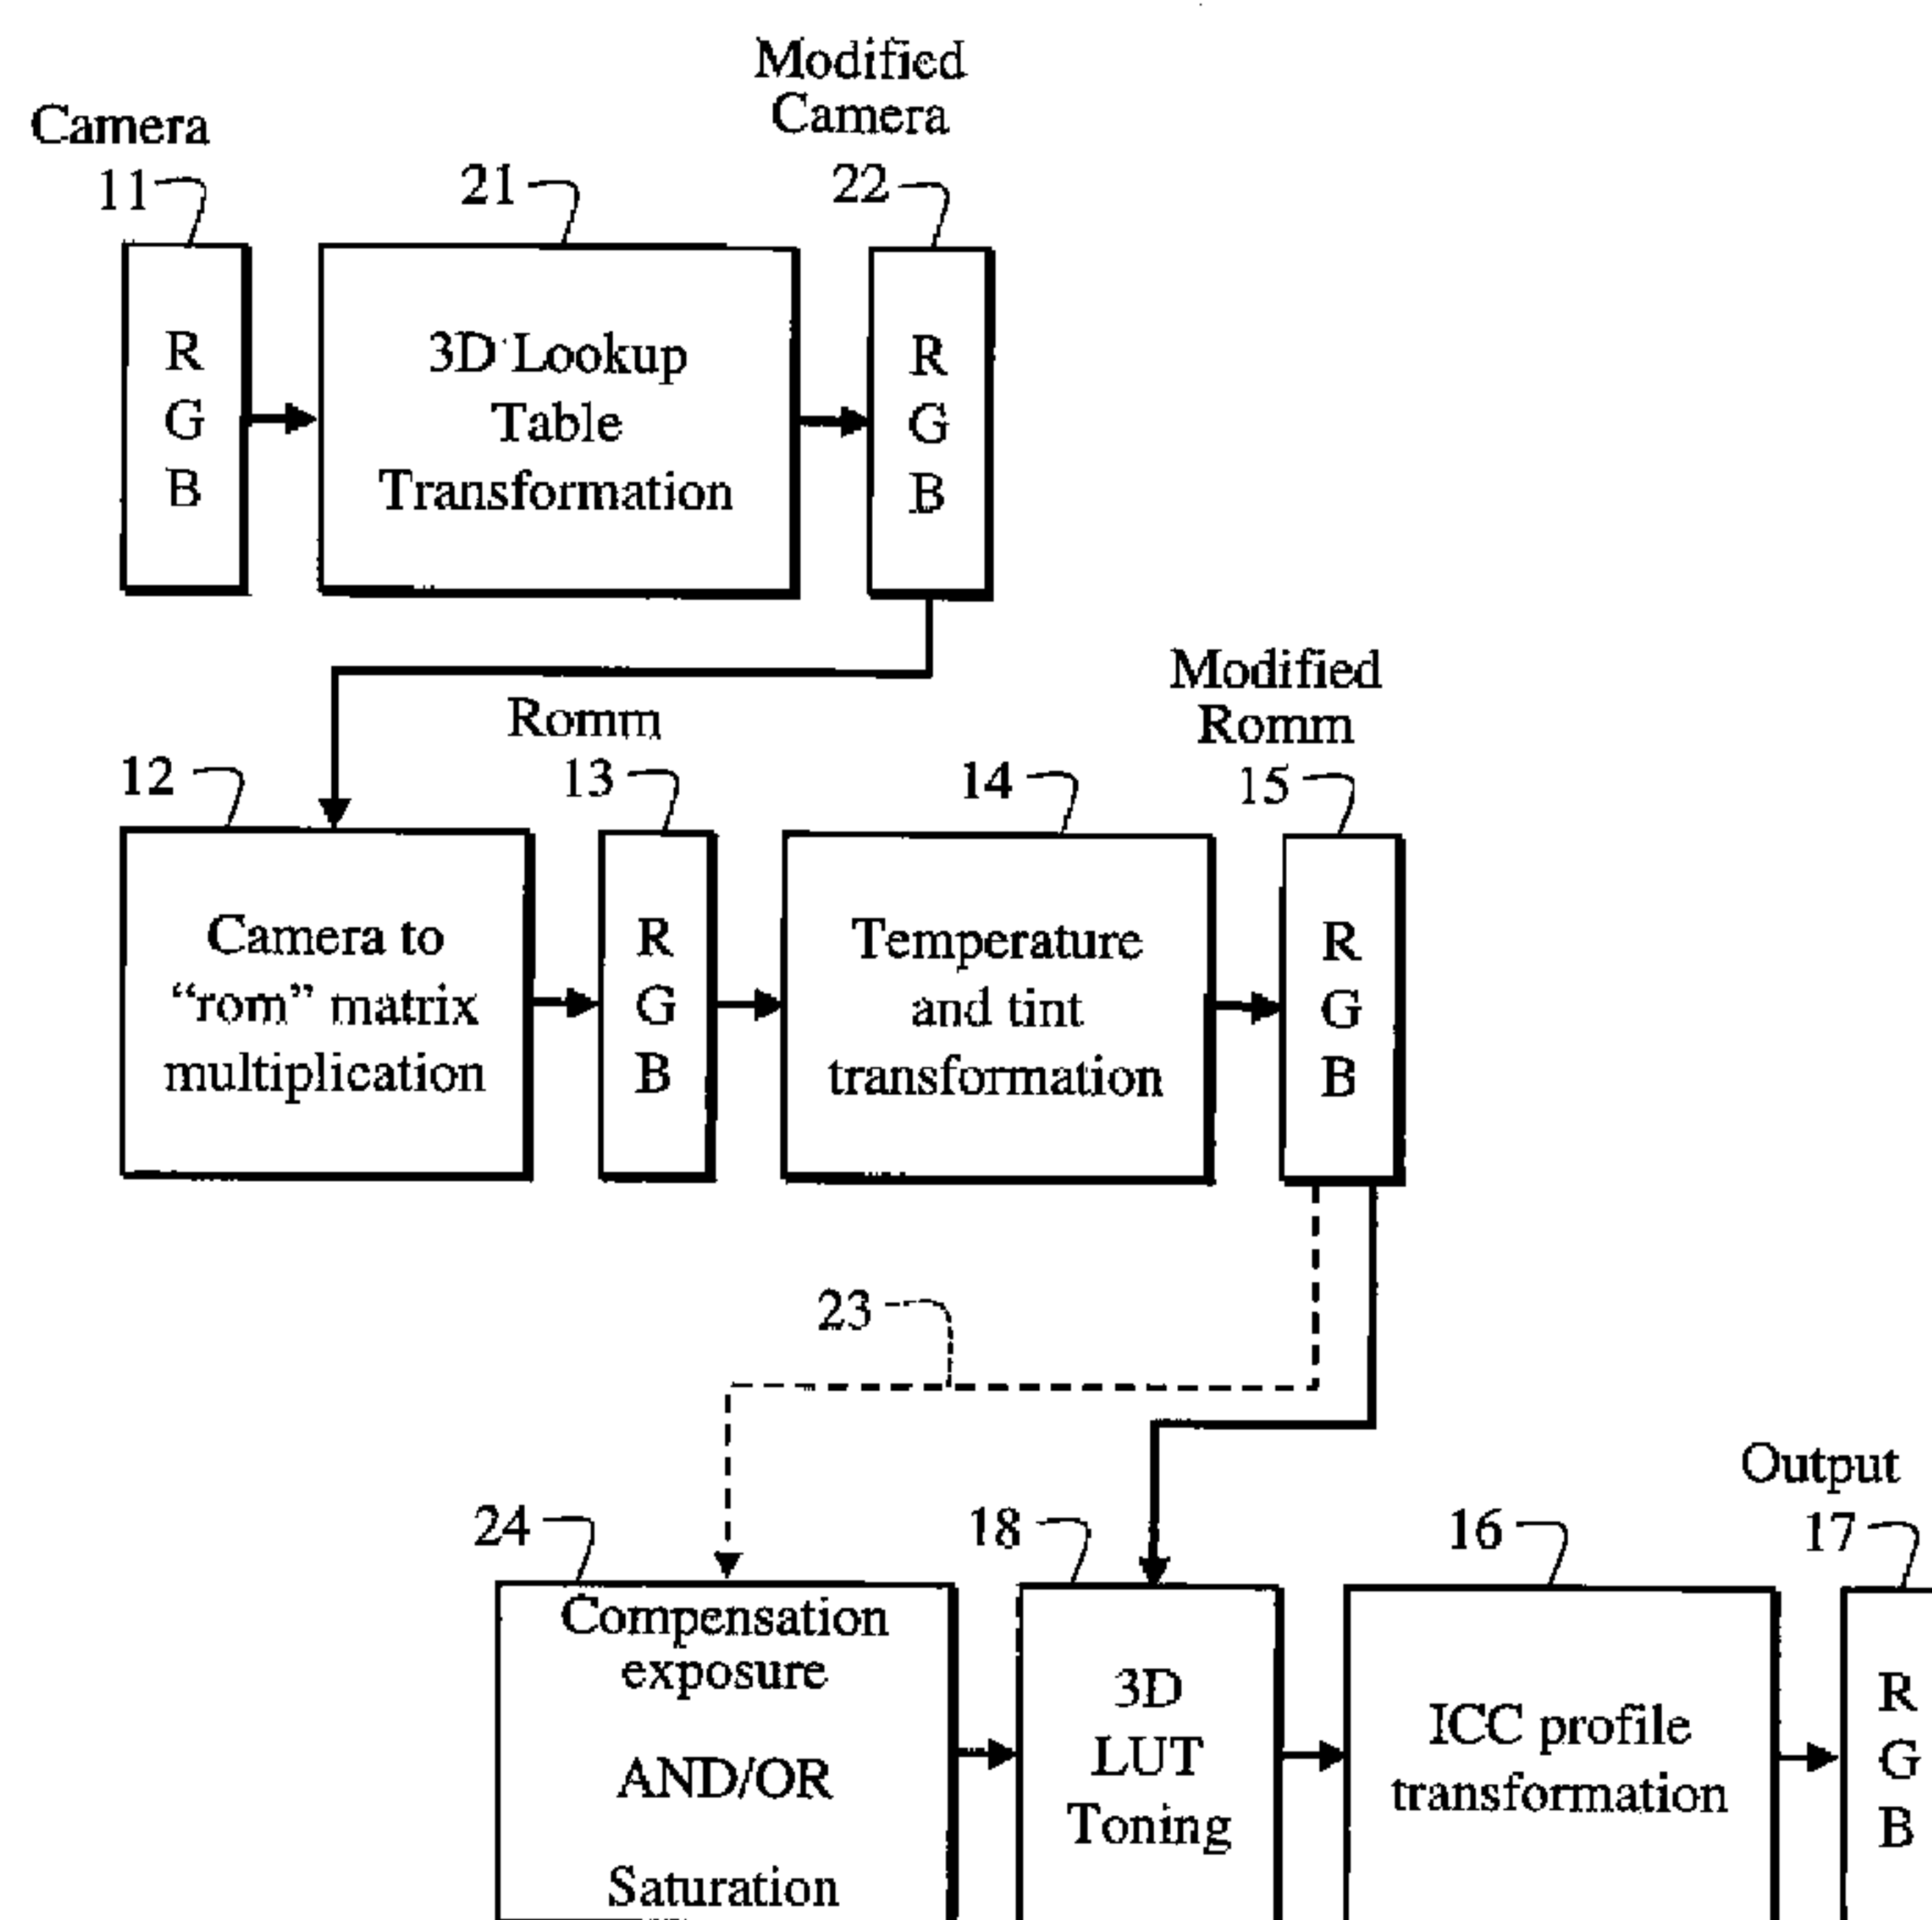 Modified
Camera
Camera
11
21
22
R
G
B
3D Lookup
Table
Transformation
R
G
B
Modified
Romm
Romm
12
13
14
15
Camera to
“rom” matrix
multiplication
R
G
B
Temperature
and tint
transformation
R
G
B
23
Output
24
18
16
17
Compensation
exposure
AND/OR
Saturation
3D
LUT
Toning
ICC profile
transformation
R
G
B